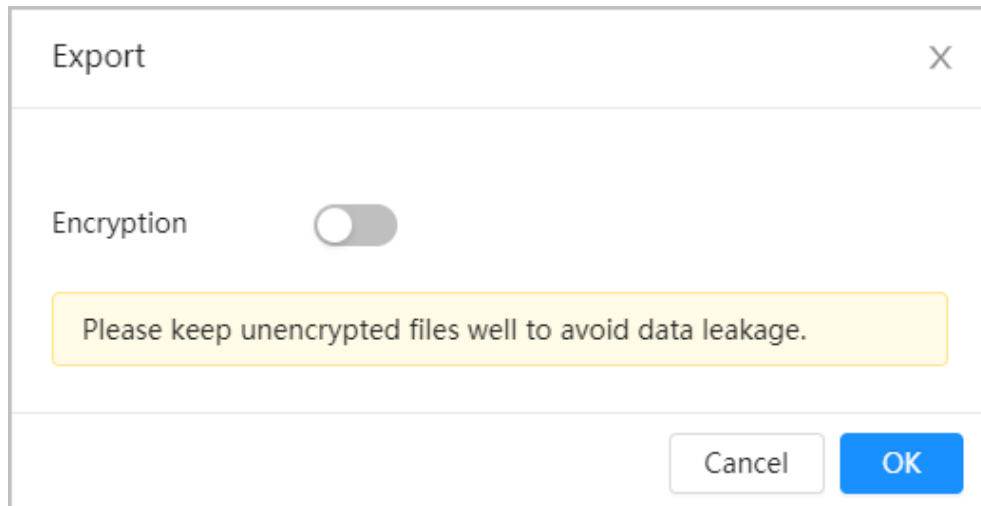 Export
X
Encryption
Please keep unencrypted files well to avoid data leakage.
Cancel OK